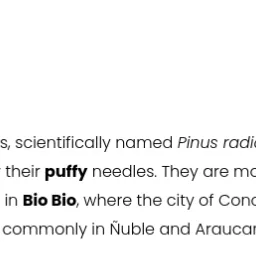 s, scientifically named Pinus radi
their puffy needles. They are mo
in Bio Bio, where the city of Conc
commonly in Ñuble and Araucar